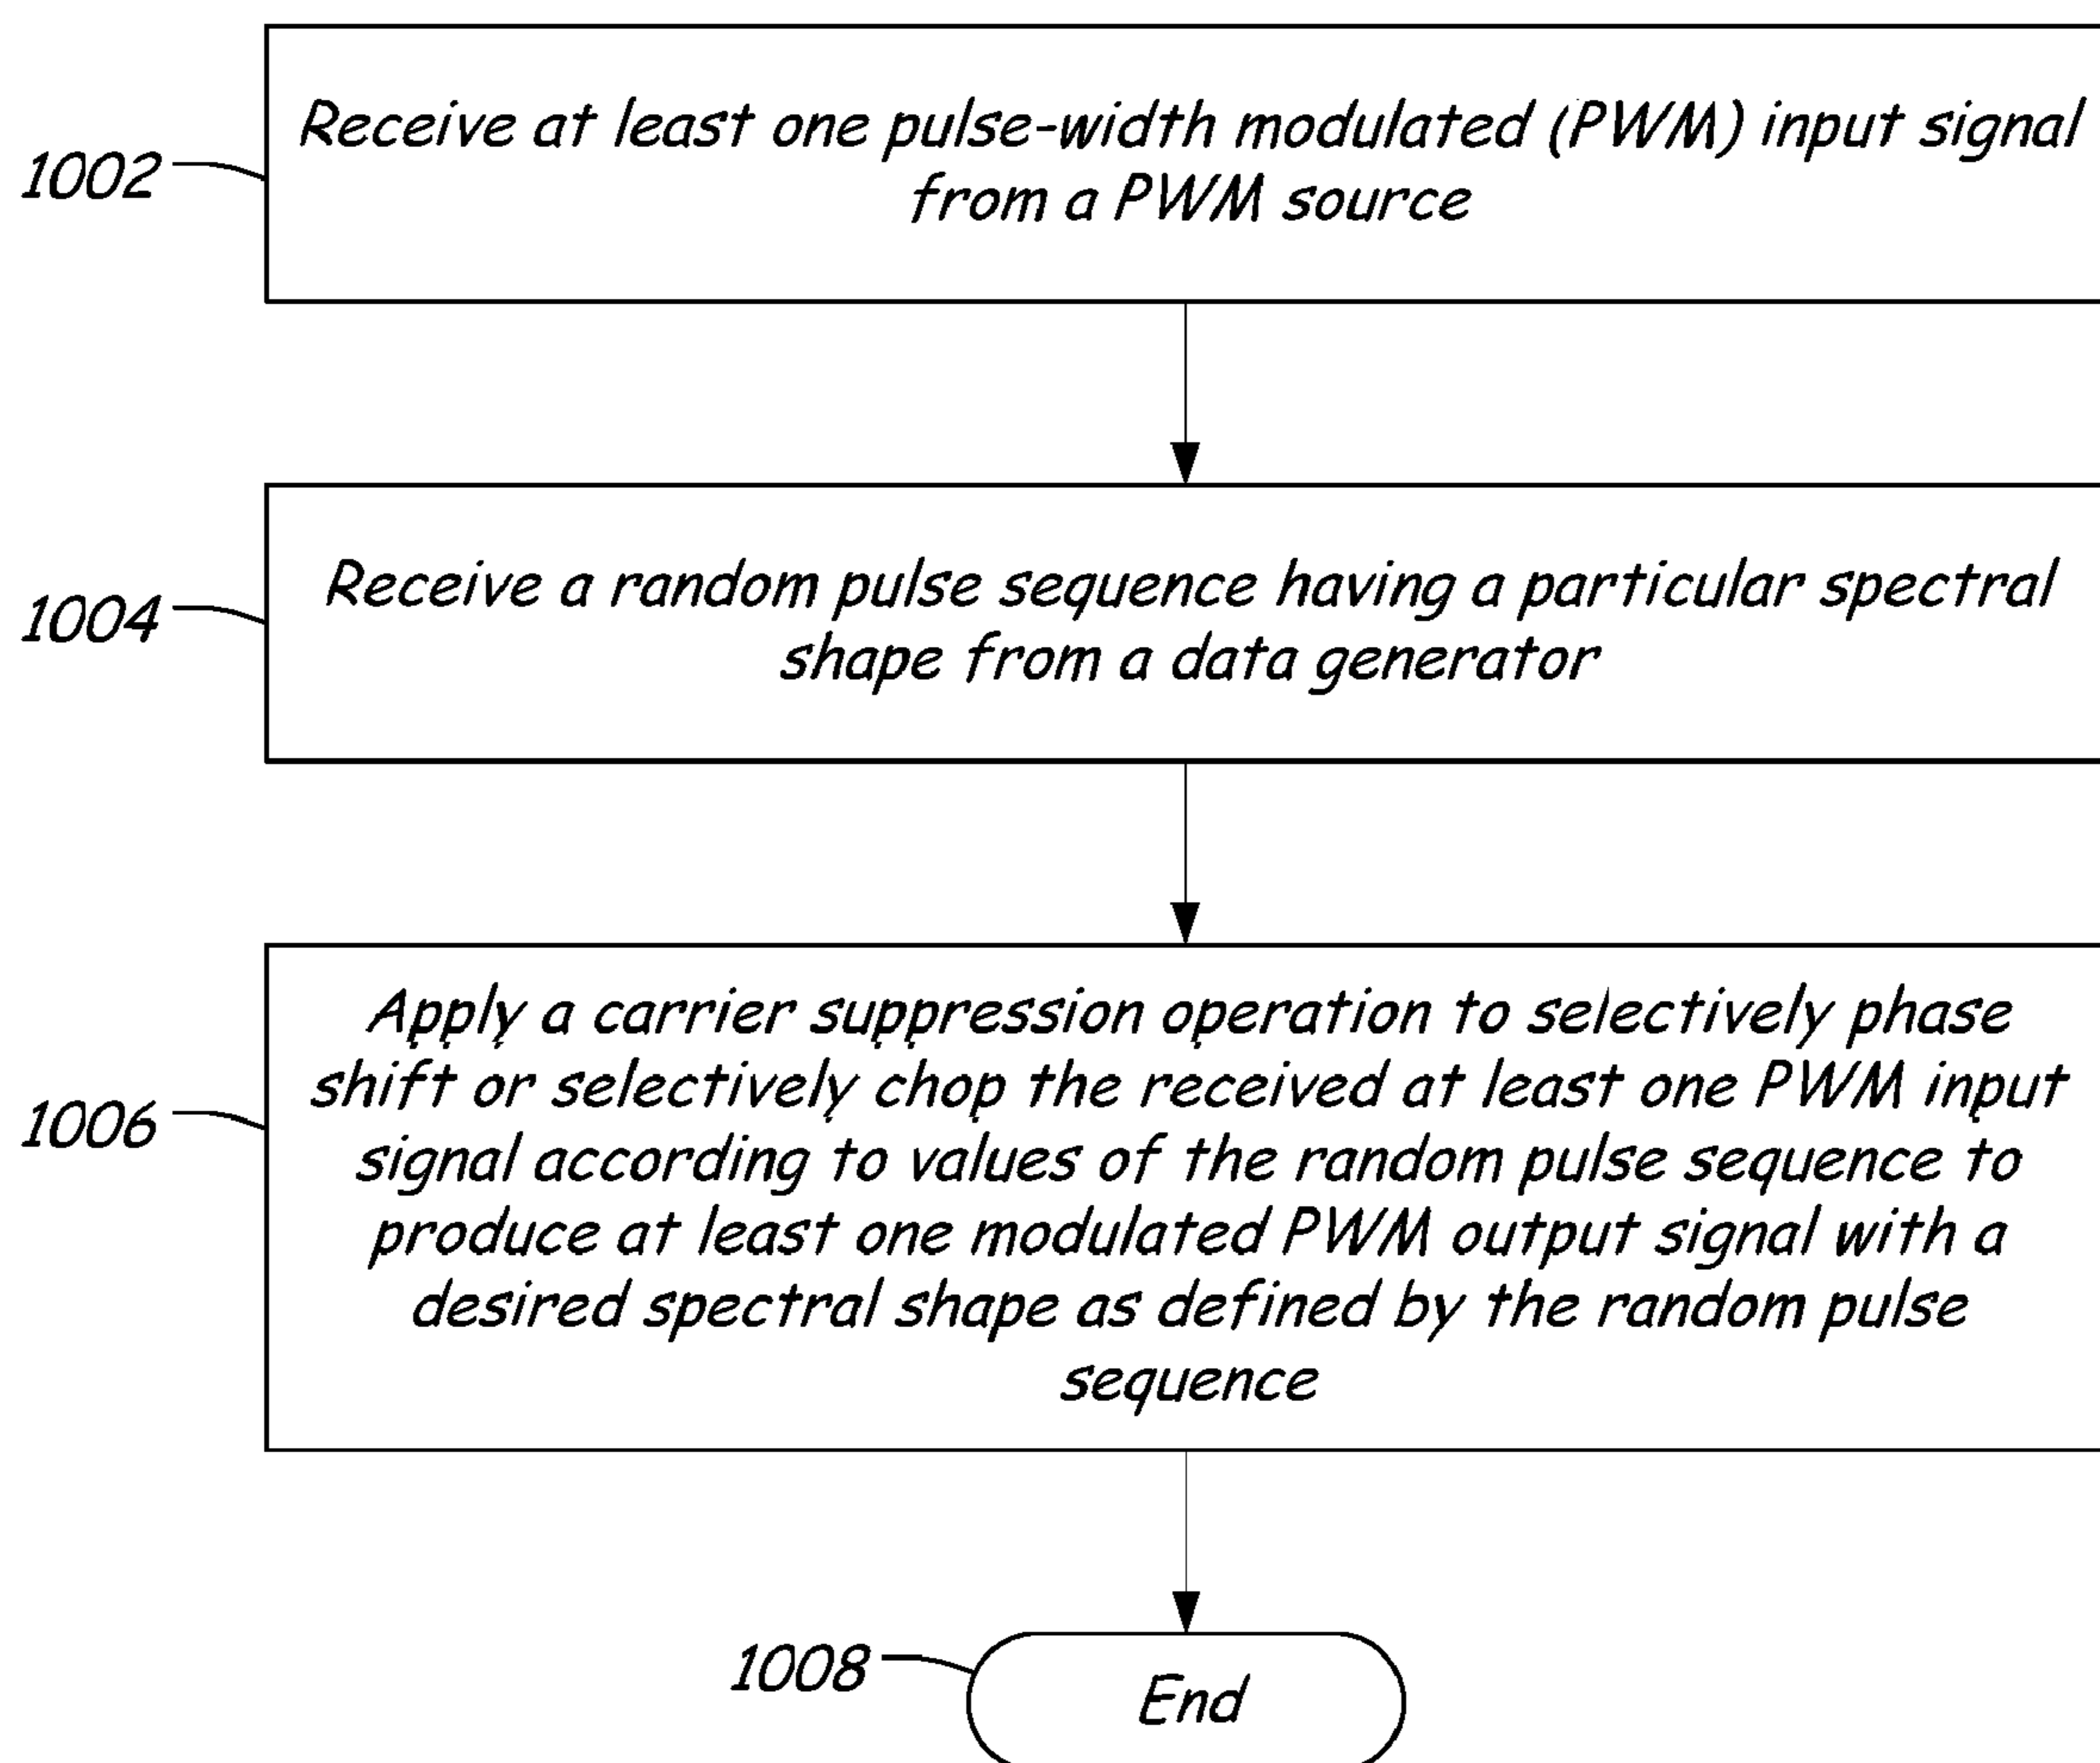 Receive at least one pulse-width modulated (PWM) input signal
from a PWM source
1002
Receive a random pulse sequence having a particular spectral
shape from a data generator
1004
Apply a carrier suppression operation to selectively phase
shift or selectively chop the received at least one PWM input
signal according to values of the random pulse sequence to
produce at least one modulated PWM output signal with a
desired spectral shape as defined by the random pulse
sequence
1006
1008
End